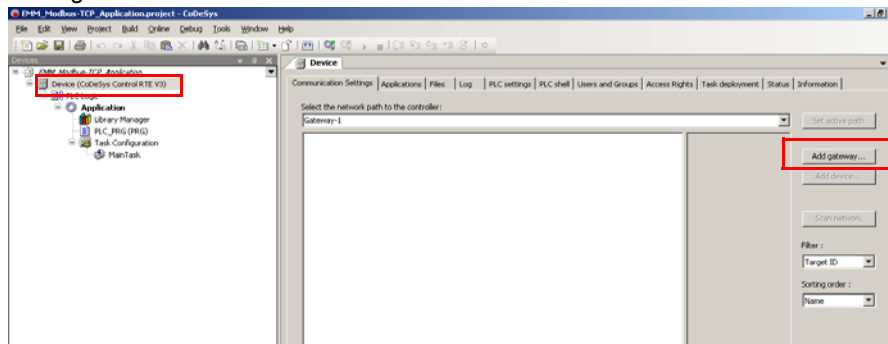 EMM_Modbus-TCP_Application.project - CoDeSys
File Edit View Project Build Online Debug Tools Window Help
Devices
EMM_Modbus-TCP_Application
Device (CoDeSys Control RTE V3)
PLC Logic
Application
Library Manager
PLC_PRG (PRG)
Task Configuration
MainTask
Device
Communication Settings Applications Files Log PLC settings PLC shell Users and Groups Access Rights Task deployment Status Information
Select the network path to the controller:
Gateway-1
Set active path
Add gateway...
Add device...
Scan network
Filter :
Target ID
Sorting order :
Name